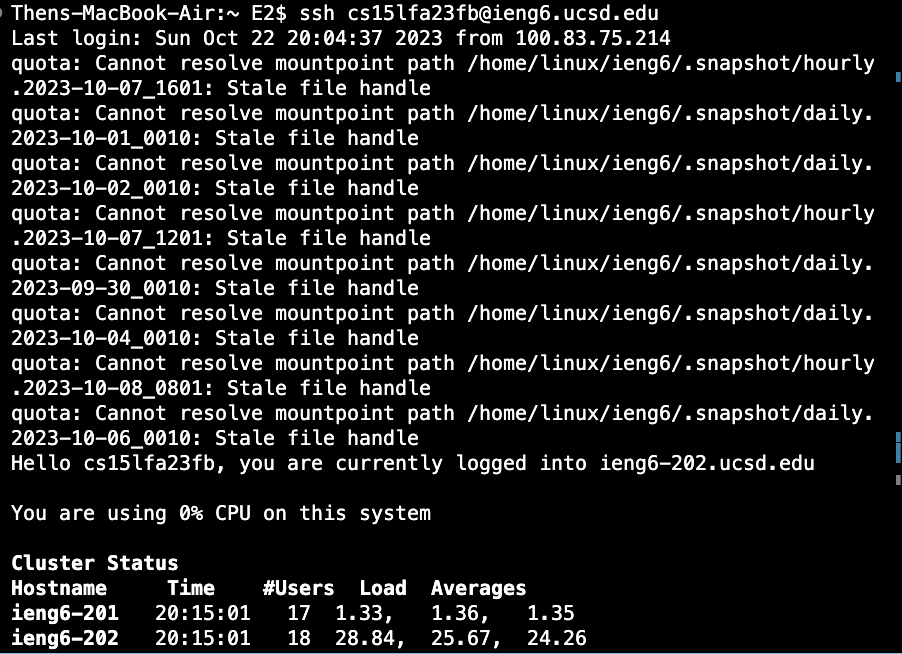 Thens-MacBook-Air:~ E2$ ssh cs15lfa23fb@ieng6.ucsd.edu
Last login: Sun Oct 22 20:04:37 2023 from 100.83.75.214
quota: Cannot resolve mountpoint path /home/linux/ieng6/.snapshot/hourly
.2023-10-07_1601: Stale file handle
quota: Cannot resolve mountpoint path /home/linux/ieng6/.snapshot/daily.
2023-10-01_0010: Stale file handle
quota: Cannot resolve mountpoint path /home/linux/ieng6/.snapshot/daily.
2023-10-02_0010: Stale file handle
quota: Cannot resolve mountpoint path /home/linux/ieng6/.snapshot/hourly
.2023-10-07_1201: Stale file handle
quota: Cannot resolve mountpoint path /home/linux/ieng6/.snapshot/daily.
2023-09-30_0010: Stale file handle
quota: Cannot resolve mountpoint path /home/linux/ieng6/.snapshot/daily.
2023-10-04_0010: Stale file handle
quota: Cannot resolve mountpoint path /home/linux/ieng6/.snapshot/hourly
.2023-10-08_0801: Stale file handle
quota: Cannot resolve mountpoint path /home/linux/ieng6/.snapshot/daily.
2023-10-06_0010: Stale file handle
Hello cs15lfa23fb, you are currently logged into ieng6-202.ucsd.edu
You are using 0% CPU on this system
Cluster Status
Hostname     Time    #Users  Load  Averages
ieng6-201   20:15:01   17  1.33,   1.36,   1.35
ieng6-202   20:15:01   18  28.84,  25.67,  24.26